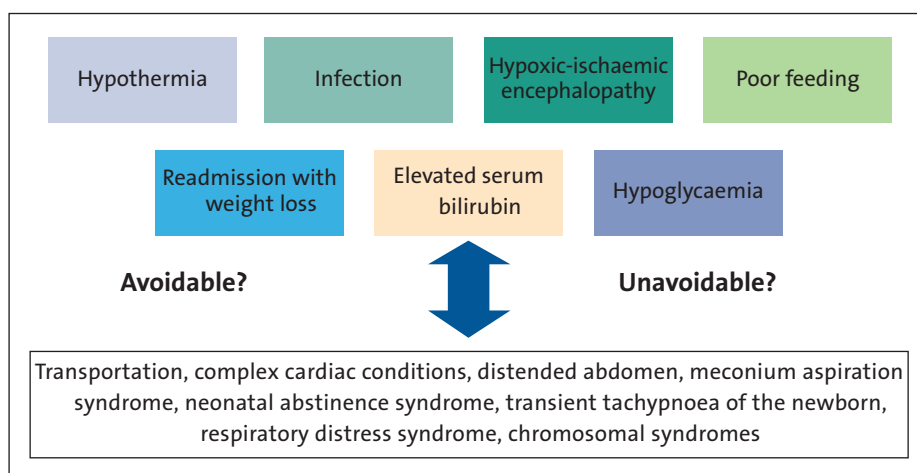 Hypothermia
Infection
Hypoxic-ischaemic
encephalopathy
Poor feeding
Readmission with
weight loss
Elevated serum
bilirubin
Hypoglycaemia
Avoidable?
Unavoidable?
Transportation, complex cardiac conditions, distended abdomen, meconium aspiration
syndrome, neonatal abstinence syndrome, transient tachypnoea of the newborn,
respiratory distress syndrome, chromosomal syndromes